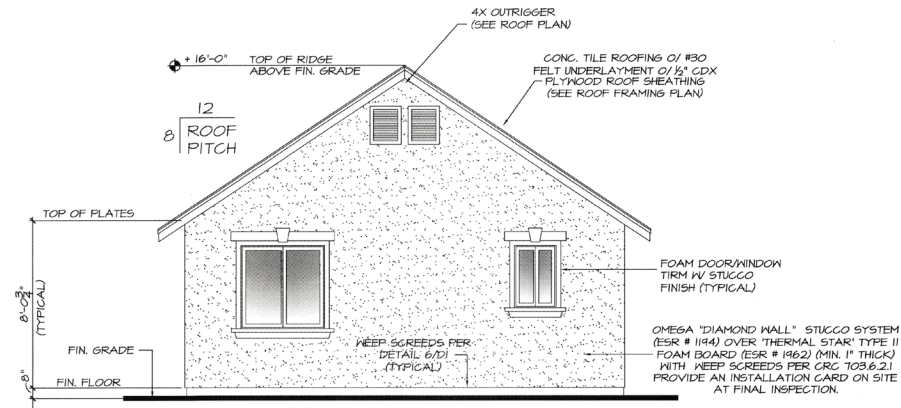 4X OUTRIGGER
(SEE ROOF PLAN)
+ 16'-0" TOP OF RIDGE
ABOVE FIN. GRADE
CONC. TILE ROOFING O/ #30
FELT UNDERLAYMENT O/ ½" CDX
PLYWOOD ROOF SHEATHING
(SEE ROOF FRAMING PLAN)
12
8 ROOF
PITCH
TOP OF PLATES
8'-0¾"
(TYPICAL)
FOAM DOOR/WINDOW
TIRM W/ STUCCO
FINISH (TYPICAL)
WEEP SCREEDS PER
DETAIL 6/D1
(TYPICAL)
OMEGA "DIAMOND WALL" STUCCO SYSTEM
(ESR # 1194) OVER 'THERMAL STAR' TYPE II
FOAM BOARD (ESR # 1962) (MIN. 1" THICK)
WITH WEEP SCREEDS PER CRC 703.6.2.1
PROVIDE AN INSTALLATION CARD ON SITE
AT FINAL INSPECTION.
FIN. GRADE
FIN. FLOOR
8"